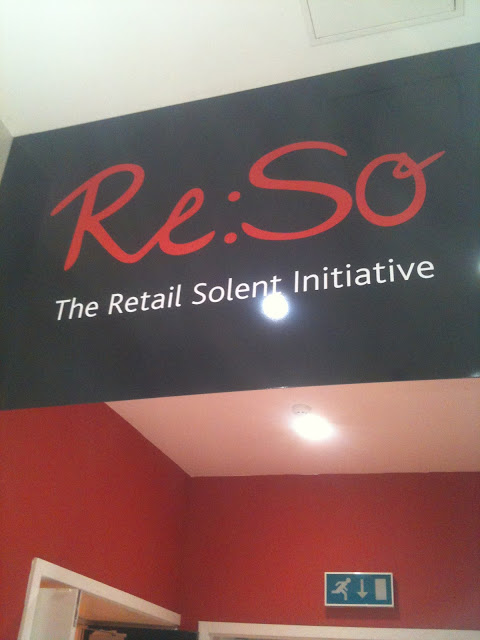 Re:So
The Retail Solent Initiative